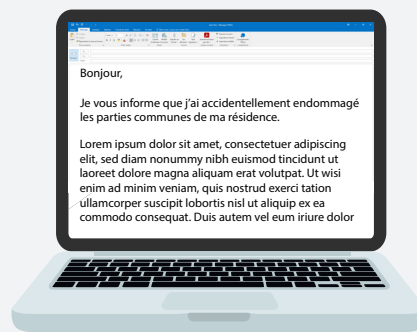 Bonjour,
Je vous informe que j'ai accidentellement endommagé
les parties communes de ma résidence.
Lorem ipsum dolor sit amet, consectetuer adipiscing
elit, sed diam nonummy nibh euismod tincidunt ut
laoreet dolore magna aliquam erat volutpat. Ut wisi
enim ad minim veniam, quis nostrud exerci tation
ullamcorper suscipit lobortis nisl ut aliquip ex ea
commodo consequat. Duis autem vel eum iriure dolor